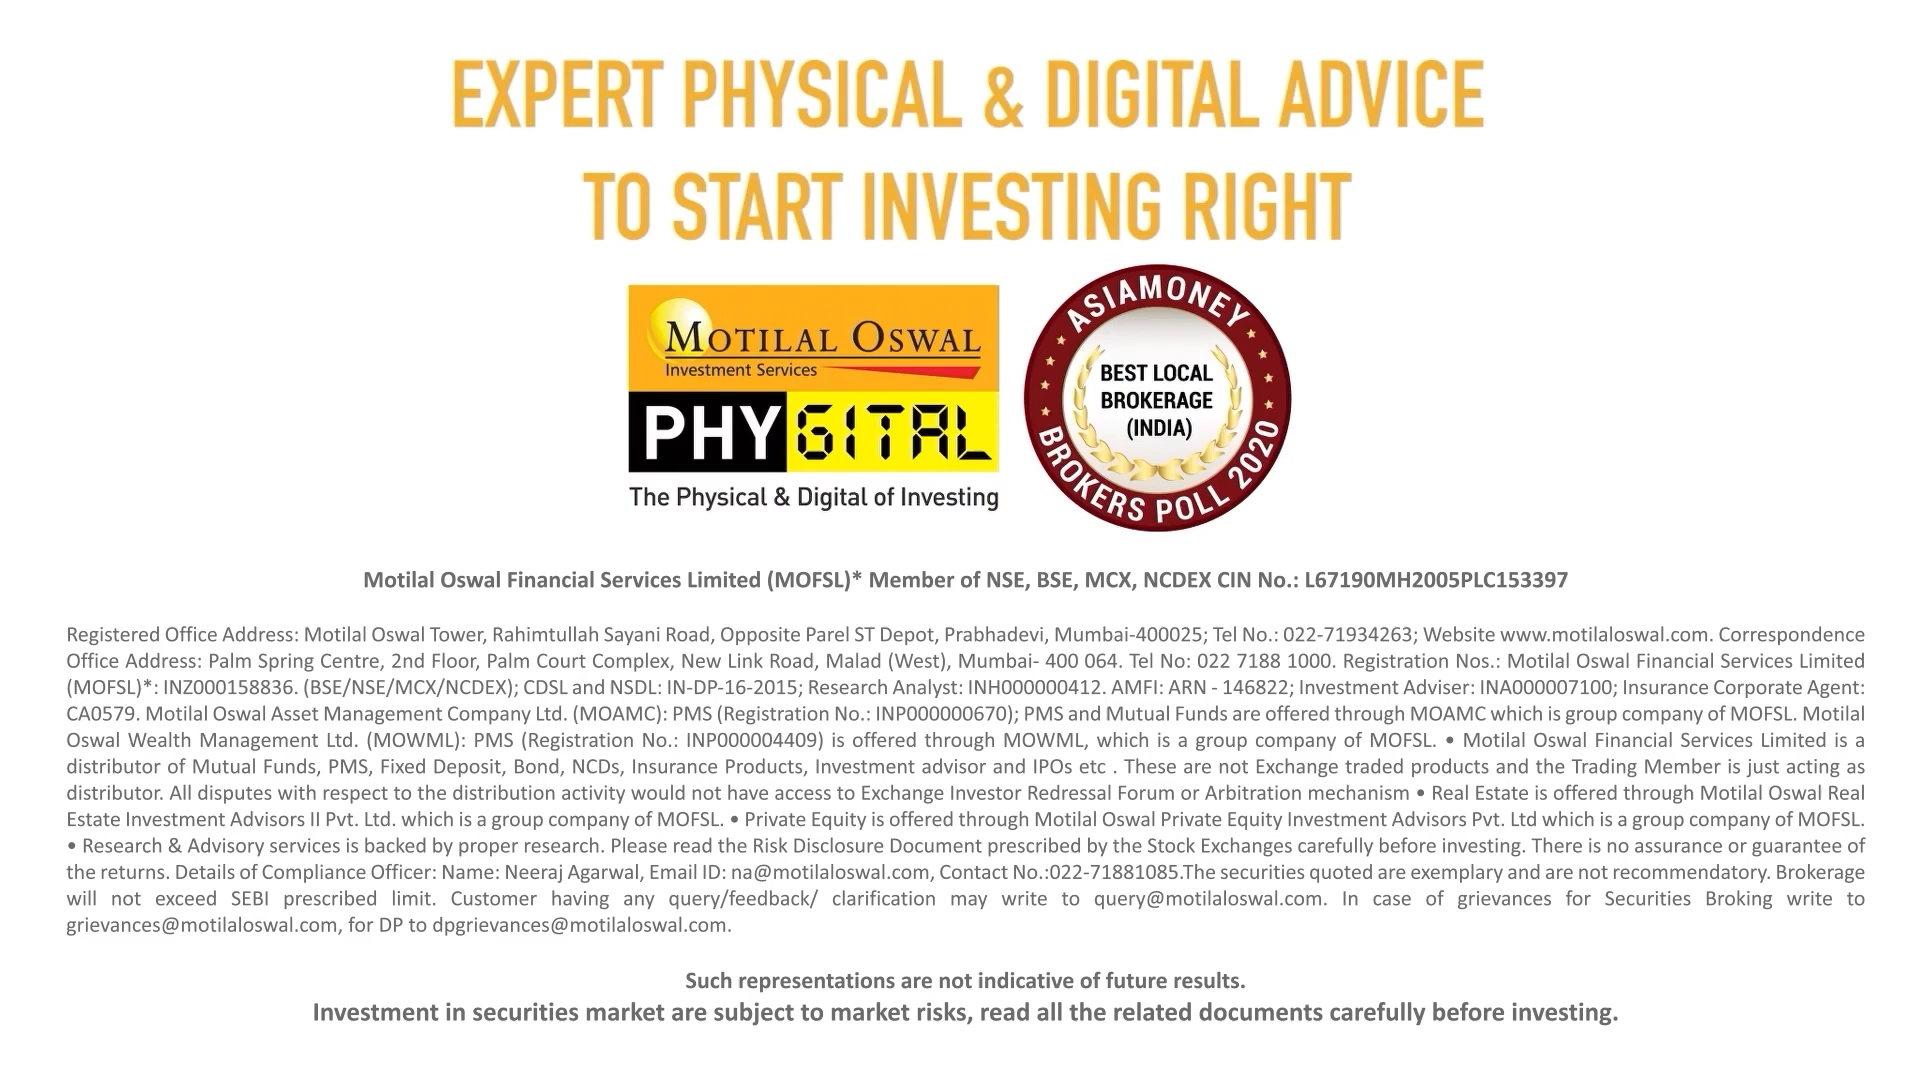 EXPERT PHYSICAL & DIGITAL ADVICE
TO START INVESTING RIGHT
MOTILAL OSWAL
Investment Services
PHYGITAL
The Physical & Digital of Investing
ASIAMONEY
BEST LOCAL
BROKERAGE
(INDIA)
BROKERS POLL 2020
Motilal Oswal Financial Services Limited (MOFSL)* Member of NSE, BSE, MCX, NCDEX CIN No.: L67190MH2005PLC153397
Registered Office Address: Motilal Oswal Tower, Rahimtullah Sayani Road, Opposite Parel ST Depot, Prabhadevi, Mumbai-400025; Tel No.: 022-71934263; Website www.motilaloswal.com. Correspondence
Office Address: Palm Spring Centre, 2nd Floor, Palm Court Complex, New Link Road, Malad (West), Mumbai- 400 064. Tel No: 022 7188 1000. Registration Nos.: Motilal Oswal Financial Services Limited
(MOFSL)*: INZ000158836. (BSE/NSE/MCX/NCDEX); CDSL and NSDL: IN-DP-16-2015; Research Analyst: INH000000412. AMFI: ARN - 146822; Investment Adviser: INA000007100; Insurance Corporate Agent:
CA0579. Motilal Oswal Asset Management Company Ltd. (MOAMC): PMS (Registration No.: INP000000670); PMS and Mutual Funds are offered through MOAMC which is group company of MOFSL. Motilal
Oswal Wealth Management Ltd. (MOWML): PMS (Registration No.: INP000004409) is offered through MOWML, which is a group company of MOFSL. • Motilal Oswal Financial Services Limited is a
distributor of Mutual Funds, PMS, Fixed Deposit, Bond, NCDs, Insurance Products, Investment advisor and IPOs etc . These are not Exchange traded products and the Trading Member is just acting as
distributor. All disputes with respect to the distribution activity would not have access to Exchange Investor Redressal Forum or Arbitration mechanism • Real Estate is offered through Motilal Oswal Real
Estate Investment Advisors II Pvt. Ltd. which is a group company of MOFSL. • Private Equity is offered through Motilal Oswal Private Equity Investment Advisors Pvt. Ltd which is a group company of MOFSL.
• Research & Advisory services is backed by proper research. Please read the Risk Disclosure Document prescribed by the Stock Exchanges carefully before investing. There is no assurance or guarantee of
the returns. Details of Compliance Officer: Name: Neeraj Agarwal, Email ID: na@motilaloswal.com, Contact No.:022-71881085.The securities quoted are exemplary and are not recommendatory. Brokerage
will not exceed SEBI prescribed limit. Customer having any query/feedback/ clarification may write to query@motilaloswal.com. In case of grievances for Securities Broking write to
grievances@motilaloswal.com, for DP to dpgrievances@motilaloswal.com.
Such representations are not indicative of future results.
Investment in securities market are subject to market risks, read all the related documents carefully before investing.